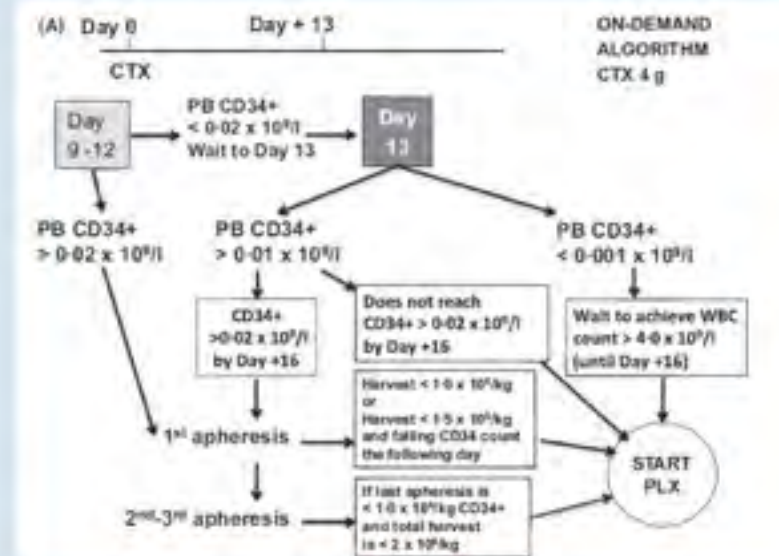 (A) Day 0 Day + 13
CTX
ON-DEMAND
ALGORITHM
CTX 4 g
Day
9 -12
PB CD34+
< 0·02 x 10⁹/l
Wait to Day 13
Day
13
PB CD34+
> 0·02 x 10⁹/l
PB CD34+
> 0·01 x 10⁹/l
PB CD34+
< 0·001 x 10⁹/l
CD34+
>0·02 x 10⁹/l
by Day +16
Does not reach
CD34+ > 0·02 x 10⁹/l
by Day +16
Wait to achieve WBC
count > 4·0 x 10⁹/l
(until Day +16)
1ˢᵗ apheresis
Harvest < 1·0 x 10⁶/kg
or
Harvest < 1·5 x 10⁶/kg
and falling CD34 count
the following day
START
PLX
2ⁿᵈ-3ʳᵈ apheresis
If last apheresis is
< 1·0 x 10⁶/kg CD34+
and total harvest
is < 2 x 10⁶/kg